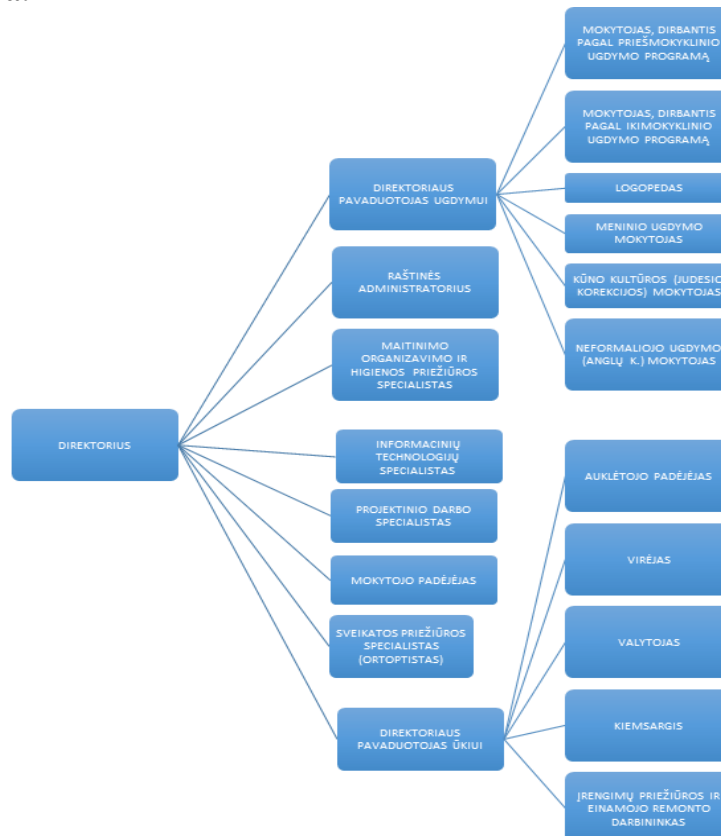 DIREKTORIUS
DIREKTORIAUS
PAVADUOTOJAS UGDYMUI
RAŠTINĖS
ADMINISTRATORIUS
MAITINIMO
ORGANIZAVIMO IR
HIGIENOS PRIEŽIŪROS
SPECIALISTAS
INFORMACINIŲ
TECHNOLOGIJŲ
SPECIALISTAS
PROJEKTINIO DARBO
SPECIALISTAS
MOKYTOJO PADĖJĖJAS
SVEIKATOS PRIEŽIŪROS
SPECIALISTAS
(ORTOPTISTAS)
DIREKTORIAUS
PAVADUOTOJAS ŪKIUI
MOKYTOJAS, DIRBANTIS
PAGAL PRIEŠMOKYKLINIO
UGDYMO PROGRAMĄ
MOKYTOJAS, DIRBANTIS
PAGAL IKIMOKYKLINIO
UGDYMO PROGRAMĄ
LOGOPEDAS
MENINIO UGDYMO
MOKYTOJAS
KŪNO KULTŪROS (JUDESIO
KOREKCIJOS) MOKYTOJAS
NEFORMALIOJO UGDYMO
(ANGLŲ K.) MOKYTOJAS
AUKLĖTOJO PADĖJĖJAS
VIRĖJAS
VALYTOJAS
KIEMSARGIS
ĮRENGIMŲ PRIEŽIŪROS IR
EINAMOJO REMONTO
DARBININKAS